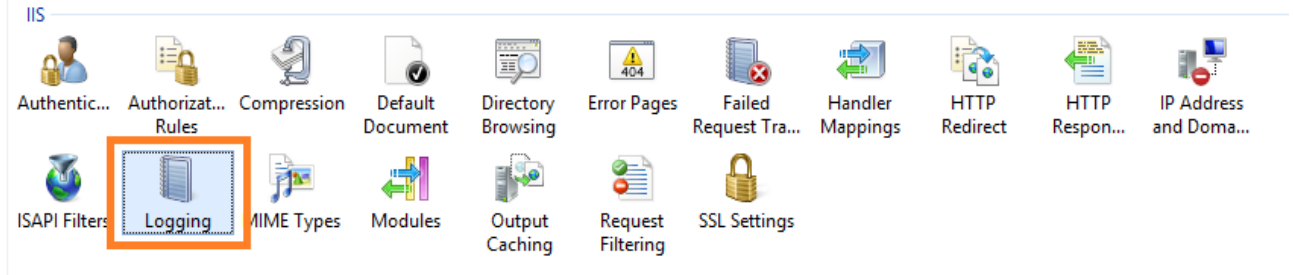 IIS
404
Authentic... Authorizat... Compression Default Directory Error Pages Failed Handler HTTP HTTP IP Address
Rules Document Browsing Request Tra... Mappings Redirect Respon... and Doma...
ISAPI Filters Logging MIME Types Modules Output Request SSL Settings
Caching Filtering